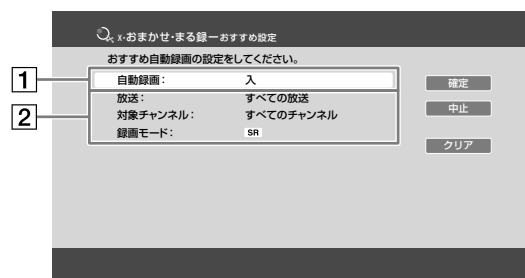 x-おまかせ・まる録ーおすすめ設定
おすすめ自動録画の設定をしてください。
1
自動録画： 入
確定
2
放送： すべての放送
中止
対象チャンネル： すべてのチャンネル
録画モード： SR
クリア